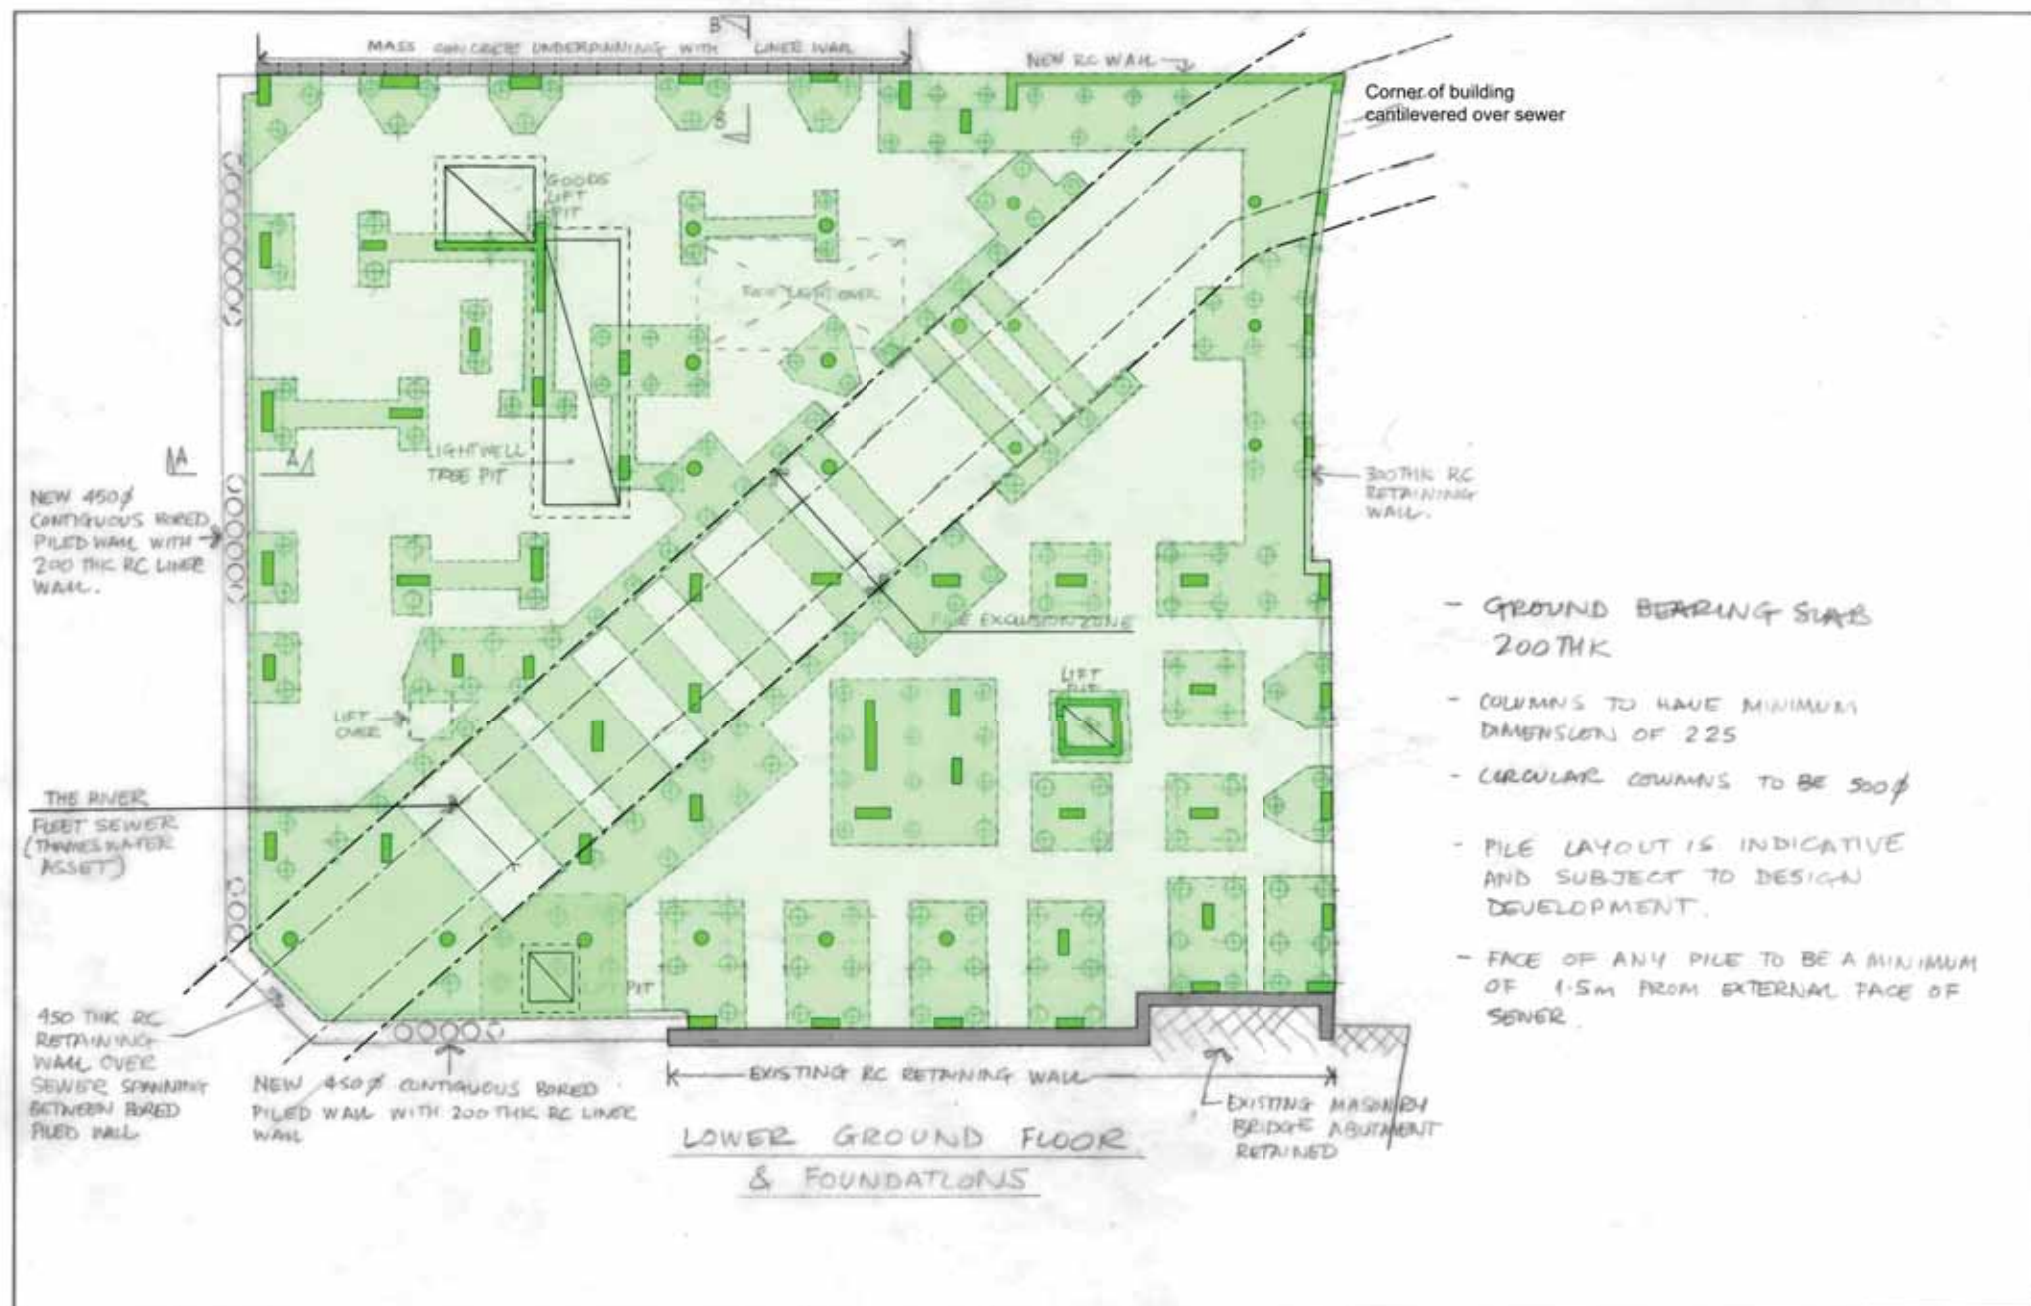 B
MASS CONCRETE UNDERPINNING WITH LINER WALL
NEW RC WALL
Corner of building
cantilevered over sewer
B
GOODS
LIFT
PIT
OVER
LIGHTWELL
TREE PIT
A
A
NEW 450ϕ
CONTIGUOUS BORED
PILED WALL WITH
200 THK RC LINER
WALL.
300THK RC
RETAINING
WALL.
PILE EXCLUSION ZONE
LIFT
PIT
LIFT
OVER
THE RIVER
FLEET SEWER
(THAMES WATER
ASSET)
- GROUND BEARING SLAB
200THK
- COLUMNS TO HAVE MINIMUM
DIMENSION OF 225
- CIRCULAR COLUMNS TO BE 500ϕ
- PILE LAYOUT IS INDICATIVE
AND SUBJECT TO DESIGN
DEVELOPMENT.
- FACE OF ANY PILE TO BE A MINIMUM
OF 1.5m FROM EXTERNAL FACE OF
SEWER.
PIT
450 THK RC
RETAINING
WALL OVER
SEWER SPANNING
BETWEEN BORED
PILED WALL
NEW 450ϕ CONTIGUOUS BORED
PILED WALL WITH 200 THK RC LINER
WALL
EXISTING RC RETAINING WALL
EXISTING MASONRY
BRIDGE ABUTMENT
RETAINED
LOWER GROUND FLOOR
& FOUNDATIONS